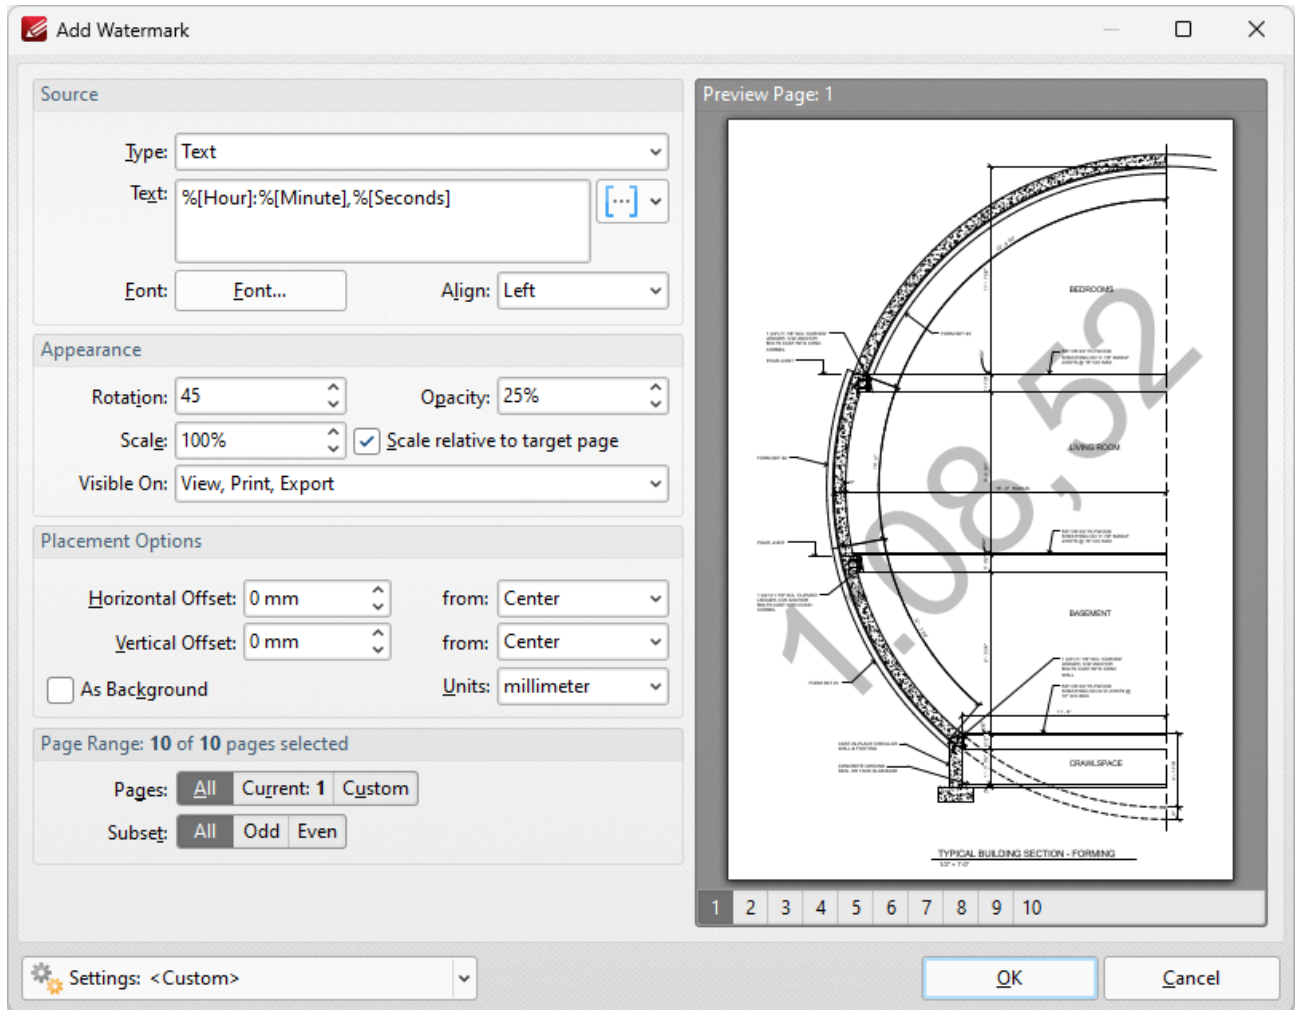 Add Watermark
Source
Type: Text
Text: %[Hour]:%[Minute],%[Seconds]
Font: Font... Align: Left
Appearance
Rotation: 45 Opacity: 25%
Scale: 100% Scale relative to target page
Visible On: View, Print, Export
Placement Options
Horizontal Offset: 0 mm from: Center
Vertical Offset: 0 mm from: Center
As Background Units: millimeter
Page Range: 10 of 10 pages selected
Pages: All Current: 1 Custom
Subset: All Odd Even
Preview Page: 1
BEDROOMS
LIVING ROOM
BASEMENT
CRAWLSPACE
TYPICAL BUILDING SECTION - FORMING
1/2" = 1'-0"
1 2 3 4 5 6 7 8 9 10
Settings: <Custom>
OK Cancel